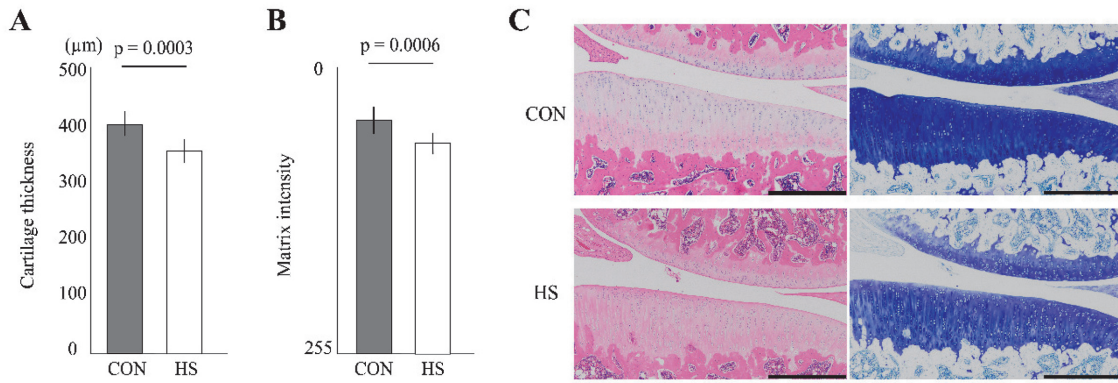 A
(µm)
p = 0.0003
500
400
300
200
100
0
Cartilage thickness
CON HS
B
p = 0.0006
0
255
Matrix intensity
CON HS
C
CON
HS